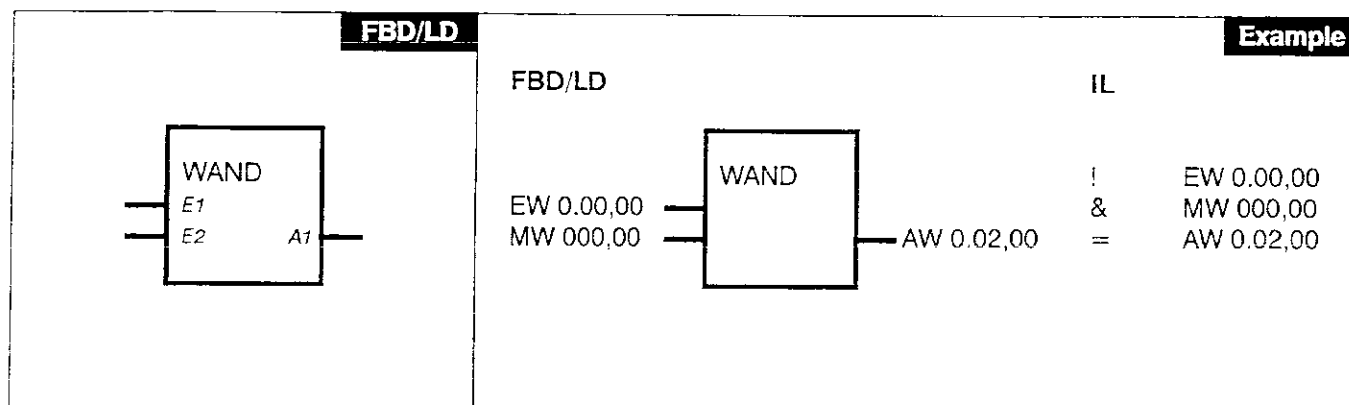 FBD/LD
WAND
E1
E2 A1
Example
FBD/LD IL
WAND
EW 0.00,00
MW 000,00
AW 0.02,00
! EW 0.00,00
& MW 000,00
= AW 0.02,00